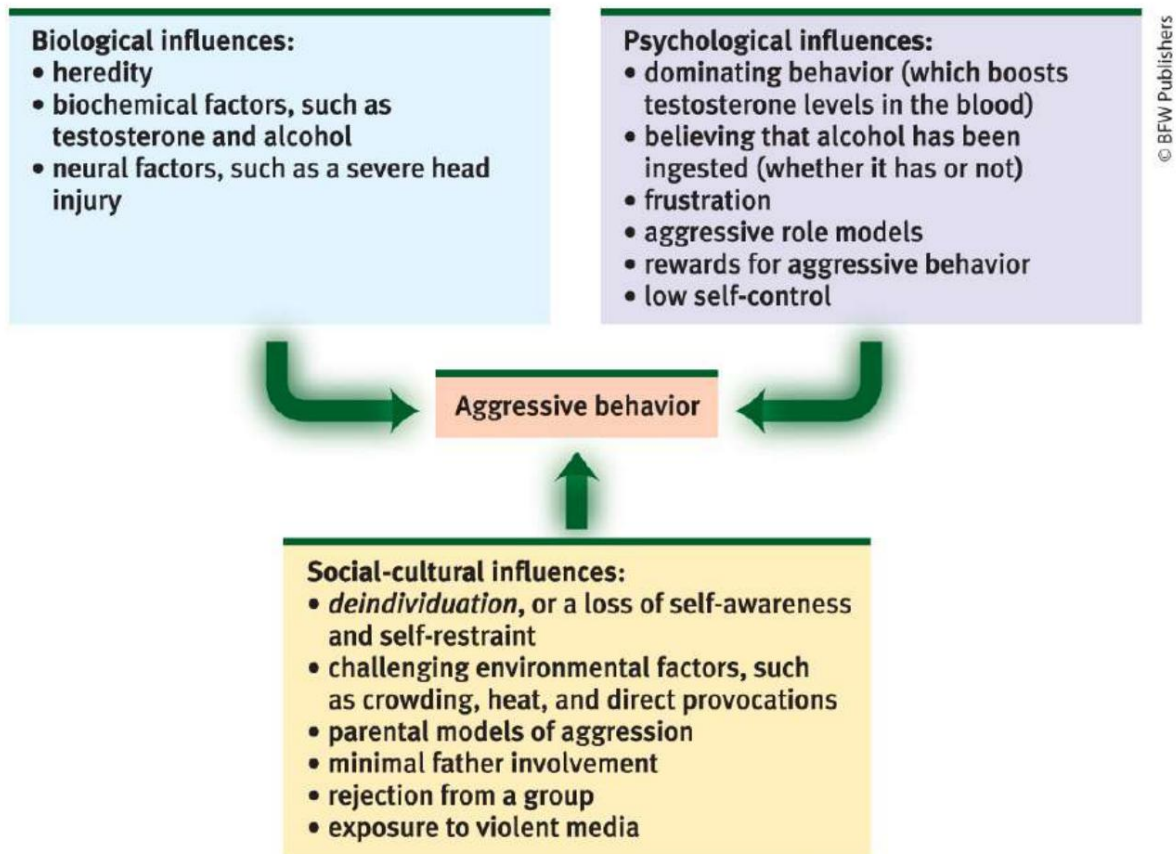 Biological influences:
• heredity
• biochemical factors, such as
testosterone and alcohol
• neural factors, such as a severe head
injury
Psychological influences:
• dominating behavior (which boosts
testosterone levels in the blood)
• believing that alcohol has been
ingested (whether it has or not)
• frustration
• aggressive role models
• rewards for aggressive behavior
• low self-control
© BFW Publishers
Aggressive behavior
Social-cultural influences:
• deindividuation, or a loss of self-awareness
and self-restraint
• challenging environmental factors, such
as crowding, heat, and direct provocations
• parental models of aggression
• minimal father involvement
• rejection from a group
• exposure to violent media